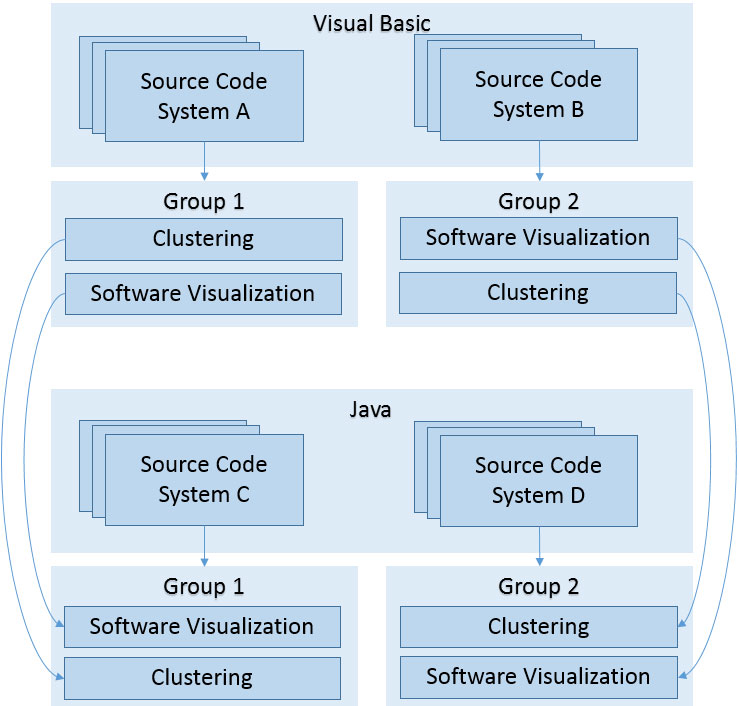 Visual Basic
Source Code
System A
Source Code
System B
Group 1
Clustering
Software Visualization
Group 2
Software Visualization
Clustering
Java
Source Code
System C
Source Code
System D
Group 1
Software Visualization
Clustering
Group 2
Clustering
Software Visualization